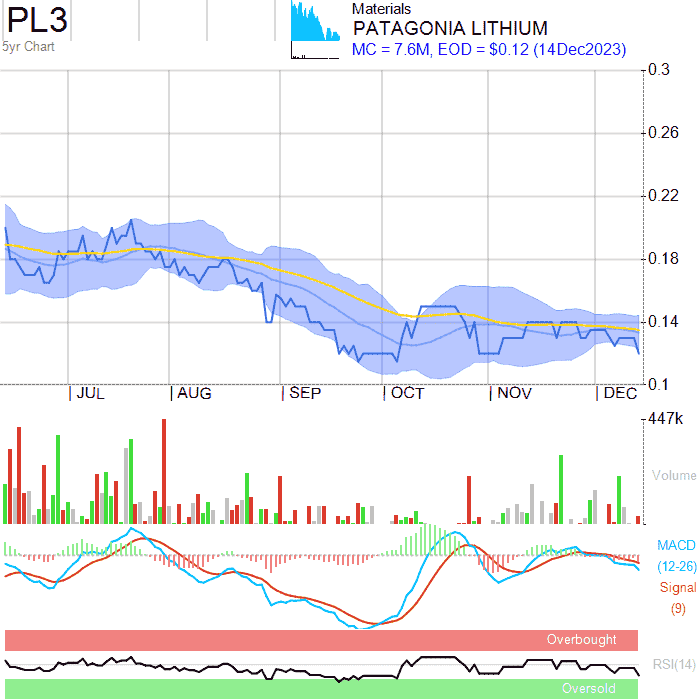 PL3
5yr Chart
Materials
PATAGONIA LITHIUM
MC = 7.6M, EOD = $0.12 (14Dec2023)
0.3
0.26
0.22
0.18
0.14
0.1
JUL AUG SEP OCT NOV DEC
447k
Volume
MACD
(12-26)
Signal
(9)
Overbought
RSI(14)
Oversold